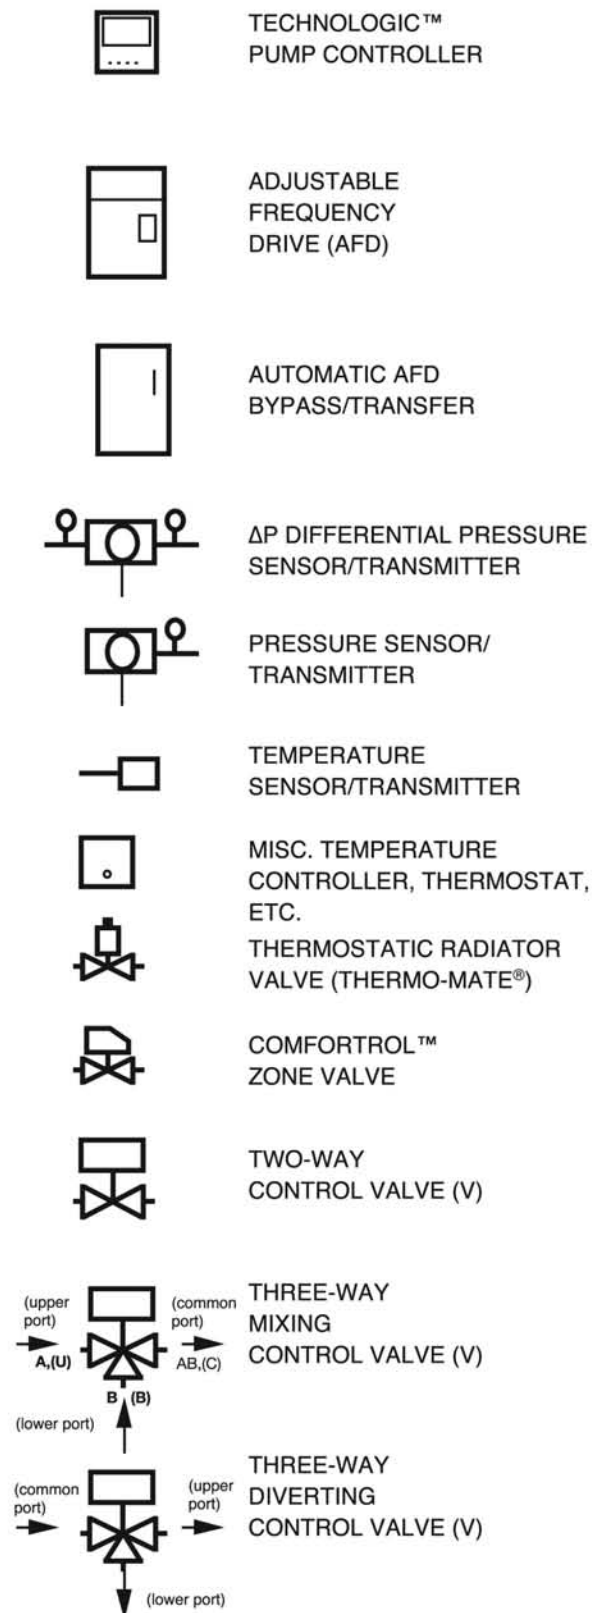 TECHNOLOGIC™
PUMP CONTROLLER
ADJUSTABLE
FREQUENCY
DRIVE (AFD)
AUTOMATIC AFD
BYPASS/TRANSFER
ΔP DIFFERENTIAL PRESSURE
SENSOR/TRANSMITTER
PRESSURE SENSOR/
TRANSMITTER
TEMPERATURE
SENSOR/TRANSMITTER
MISC. TEMPERATURE
CONTROLLER, THERMOSTAT,
ETC.
THERMOSTATIC RADIATOR
VALVE (THERMO-MATE®)
COMFORTROL™
ZONE VALVE
TWO-WAY
CONTROL VALVE (V)
(upper
port)
A,(U)
(common
port)
AB,(C)
B (B)
(lower port)
THREE-WAY
MIXING
CONTROL VALVE (V)
(common
port)
(upper
port)
(lower port)
THREE-WAY
DIVERTING
CONTROL VALVE (V)